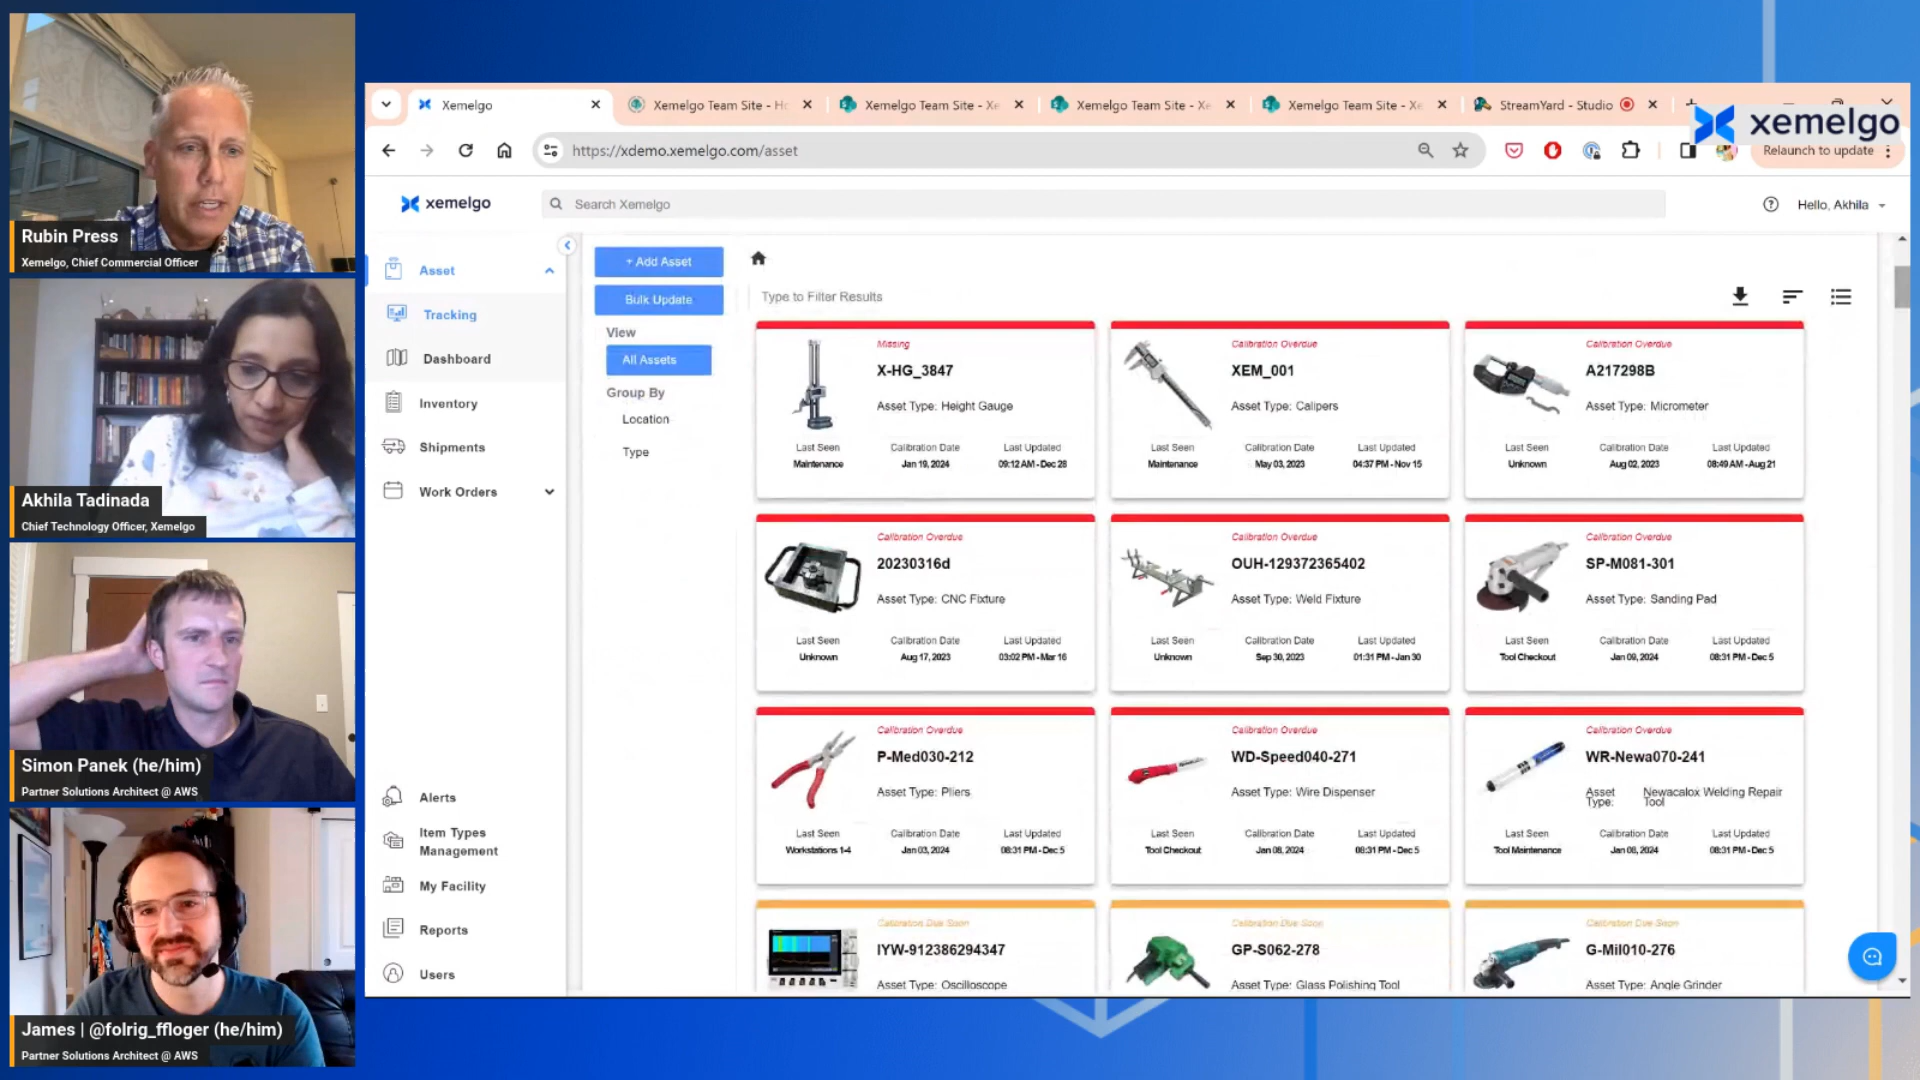 Rubin Press
Xemelgo, Chief Commercial Officer
Akhila Tadinada
Chief Technology Officer, Xemelgo
Simon Panek (he/him)
Partner Solutions Architect @ AWS
James | @folrig_ffloger (he/him)
Partner Solutions Architect @ AWS
Xemelgo
Xemelgo Team Site - Ho
Xemelgo Team Site - Xe
Xemelgo Team Site - Xe
Xemelgo Team Site - Xe
StreamYard - Studio
xemelgo
https://xdemo.xemelgo.com/asset
Relaunch to update
xemelgo
Search Xemelgo
Hello, Akhila
Asset
Tracking
Dashboard
Inventory
Shipments
Work Orders
Alerts
Item Types
Management
My Facility
Reports
Users
+ Add Asset
Bulk Update
View
All Assets
Group By
Location
Type
Type to Filter Results
Missing
X-HG_3847
Asset Type: Height Gauge
Last Seen Calibration Date Last Updated
Maintenance Jan 19, 2024 09:12 AM - Dec 28
Calibration Overdue
XEM_001
Asset Type: Calipers
Last Seen Calibration Date Last Updated
Maintenance May 03, 2023 04:37 PM - Nov 15
Calibration Overdue
A217298B
Asset Type: Micrometer
Last Seen Calibration Date Last Updated
Unknown Aug 02, 2023 08:49 AM - Aug 21
Calibration Overdue
20230316d
Asset Type: CNC Fixture
Last Seen Calibration Date Last Updated
Unknown Aug 17, 2023 03:02 PM - Mar 16
Calibration Overdue
OUH-129372365402
Asset Type: Weld Fixture
Last Seen Calibration Date Last Updated
Unknown Sep 30, 2023 01:31 PM - Jan 30
Calibration Overdue
SP-M081-301
Asset Type: Sanding Pad
Last Seen Calibration Date Last Updated
Tool Checkout Jan 09, 2024 08:31 PM - Dec 5
Calibration Overdue
P-Med030-212
Asset Type: Pliers
Last Seen Calibration Date Last Updated
Workstations 1-4 Jan 03, 2024 08:31 PM - Dec 5
Calibration Overdue
WD-Speed040-271
Asset Type: Wire Dispenser
Last Seen Calibration Date Last Updated
Tool Checkout Jan 08, 2024 08:31 PM - Dec 5
Calibration Overdue
WR-Newa070-241
Asset Type: Newacalox Welding Repair Tool
Last Seen Calibration Date Last Updated
Tool Maintenance Jan 08, 2024 08:31 PM - Dec 5
Calibration Due Soon
IYW-912386294347
Asset Type: Oscilloscope
Calibration Due Soon
GP-S062-278
Asset Type: Glass Polishing Tool
Calibration Due Soon
G-Mil010-276
Asset Type: Angle Grinder